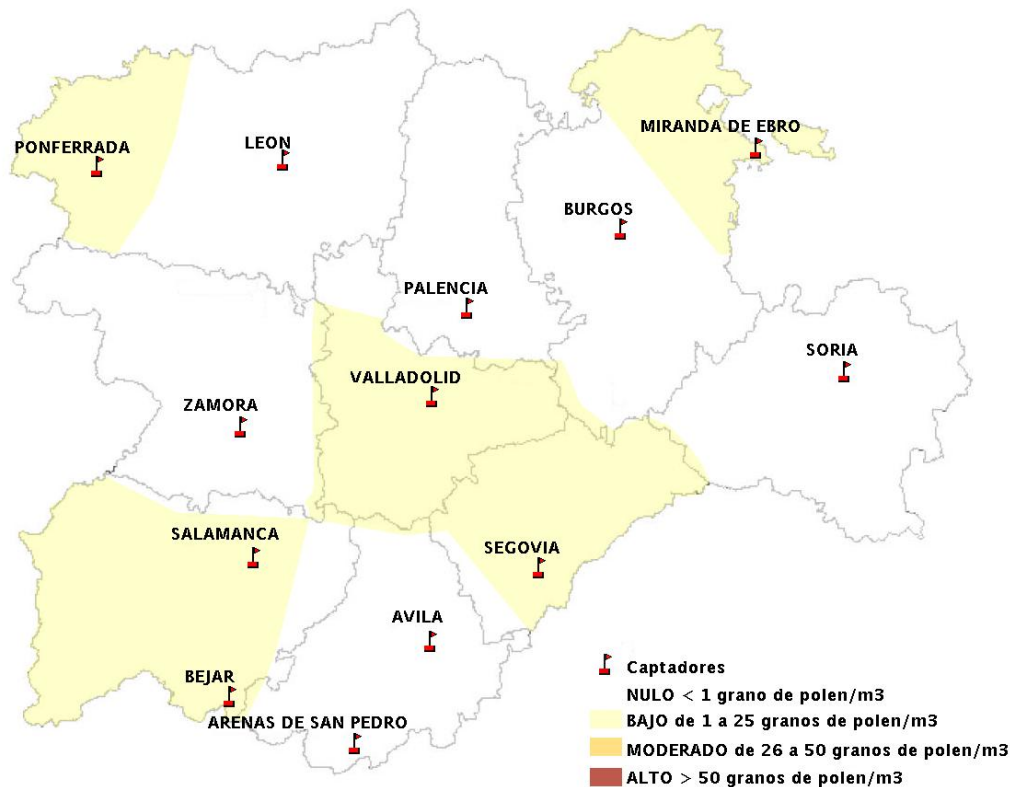 MIRANDA DE EBRO
PONFERRADA
LEON
BURGOS
PALENCIA
SORIA
VALLADOLID
ZAMORA
SALAMANCA
SEGOVIA
AVILA
BEJAR
ARENAS DE SAN PEDRO
Captadores
NULO < 1 grano de polen/m3
BAJO de 1 a 25 granos de polen/m3
MODERADO de 26 a 50 granos de polen/m3
ALTO > 50 granos de polen/m3